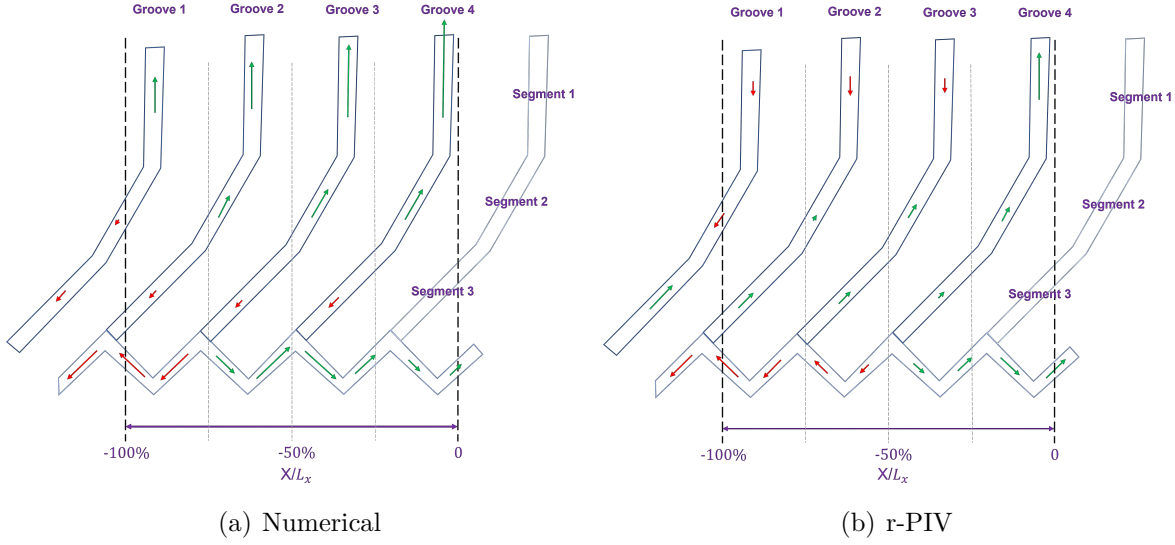 Groove 1 Groove 2 Groove 3 Groove 4
Segment 1
Segment 2
Segment 3
-100% -50% 0
X/Lₓ
(a) Numerical
Groove 1 Groove 2 Groove 3 Groove 4
Segment 1
Segment 2
Segment 3
-100% -50% 0
X/Lₓ
(b) r-PIV